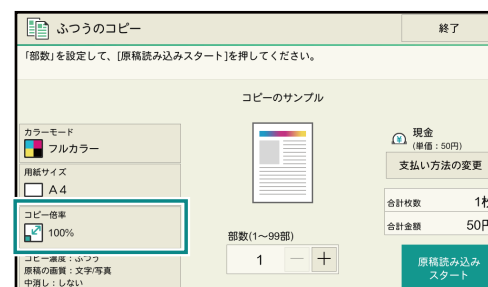 ふつうのコピー
終了
「部数」を設定して、[原稿読み込みスタート]を押してください。
コピーのサンプル
カラーモード
フルカラー
用紙サイズ
A4
コピー倍率
100%
コピー濃度：ふつう
原稿の画質：文字/写真
中消し：しない
部数(1～99部)
1
現金
(単価：50円)
支払い方法の変更
合計枚数
1枚
合計金額
50円
原稿読み込み
スタート